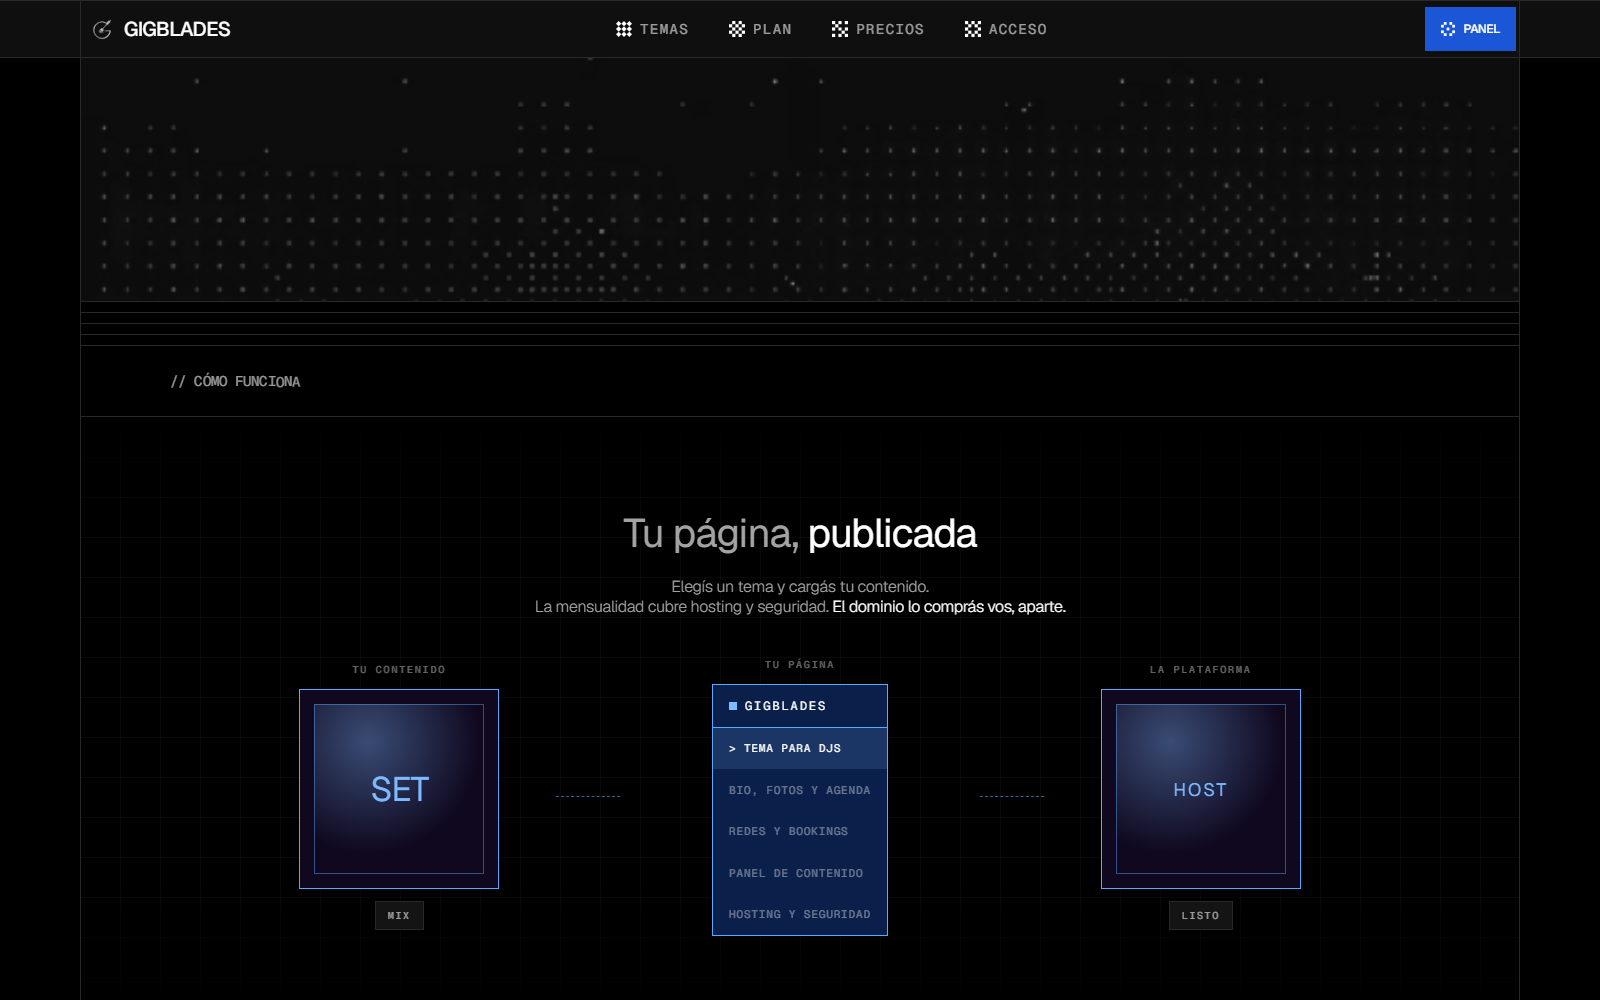 GIGBLADES
TEMAS
PLAN
PRECIOS
ACCESO
PANEL
// CÓMO FUNCIONA
Tu página, publicada
Elegís un tema y cargás tu contenido.
La mensualidad cubre hosting y seguridad. El dominio lo comprás vos, aparte.
TU CONTENIDO
SET
MIX
TU PÁGINA
GIGBLADES
> TEMA PARA DJS
BIO, FOTOS Y AGENDA
REDES Y BOOKINGS
PANEL DE CONTENIDO
HOSTING Y SEGURIDAD
LA PLATAFORMA
HOST
LISTO